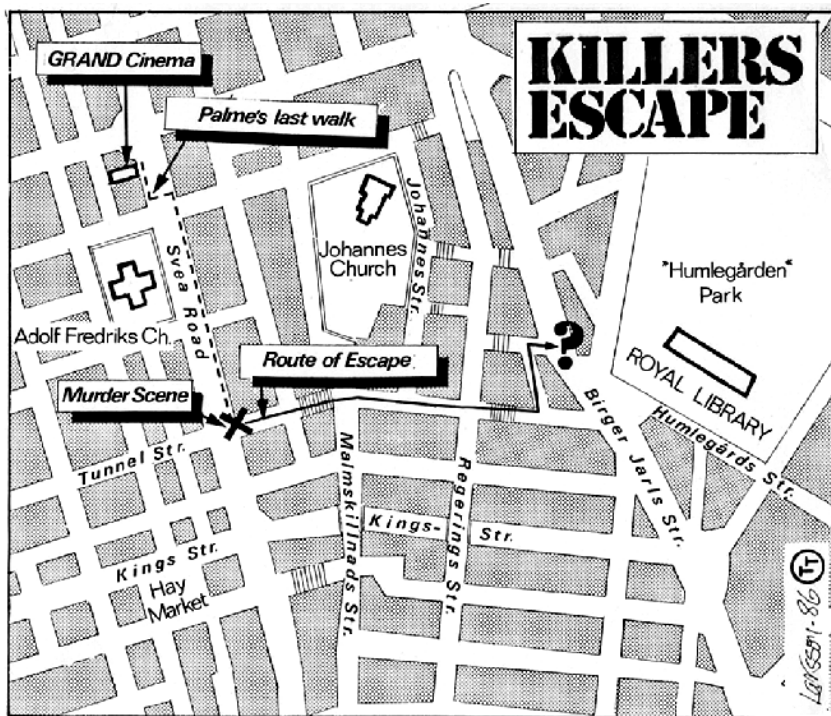 KILLERS
ESCAPE
GRAND Cinema
Palme's last walk
Johannes Str.
Johannes
Church
"Humlegården"
Park
Svea Road
Adolf Fredriks Ch.
Route of Escape
?
ROYAL LIBRARY
Murder Scene
Birger Jarls Str.
Humlegårds Str.
Tunnel Str.
Malmskillnads Str.
Regerings Str.
Kings- Str.
Kings Str.
Hay
Market
TT
Larsson-86